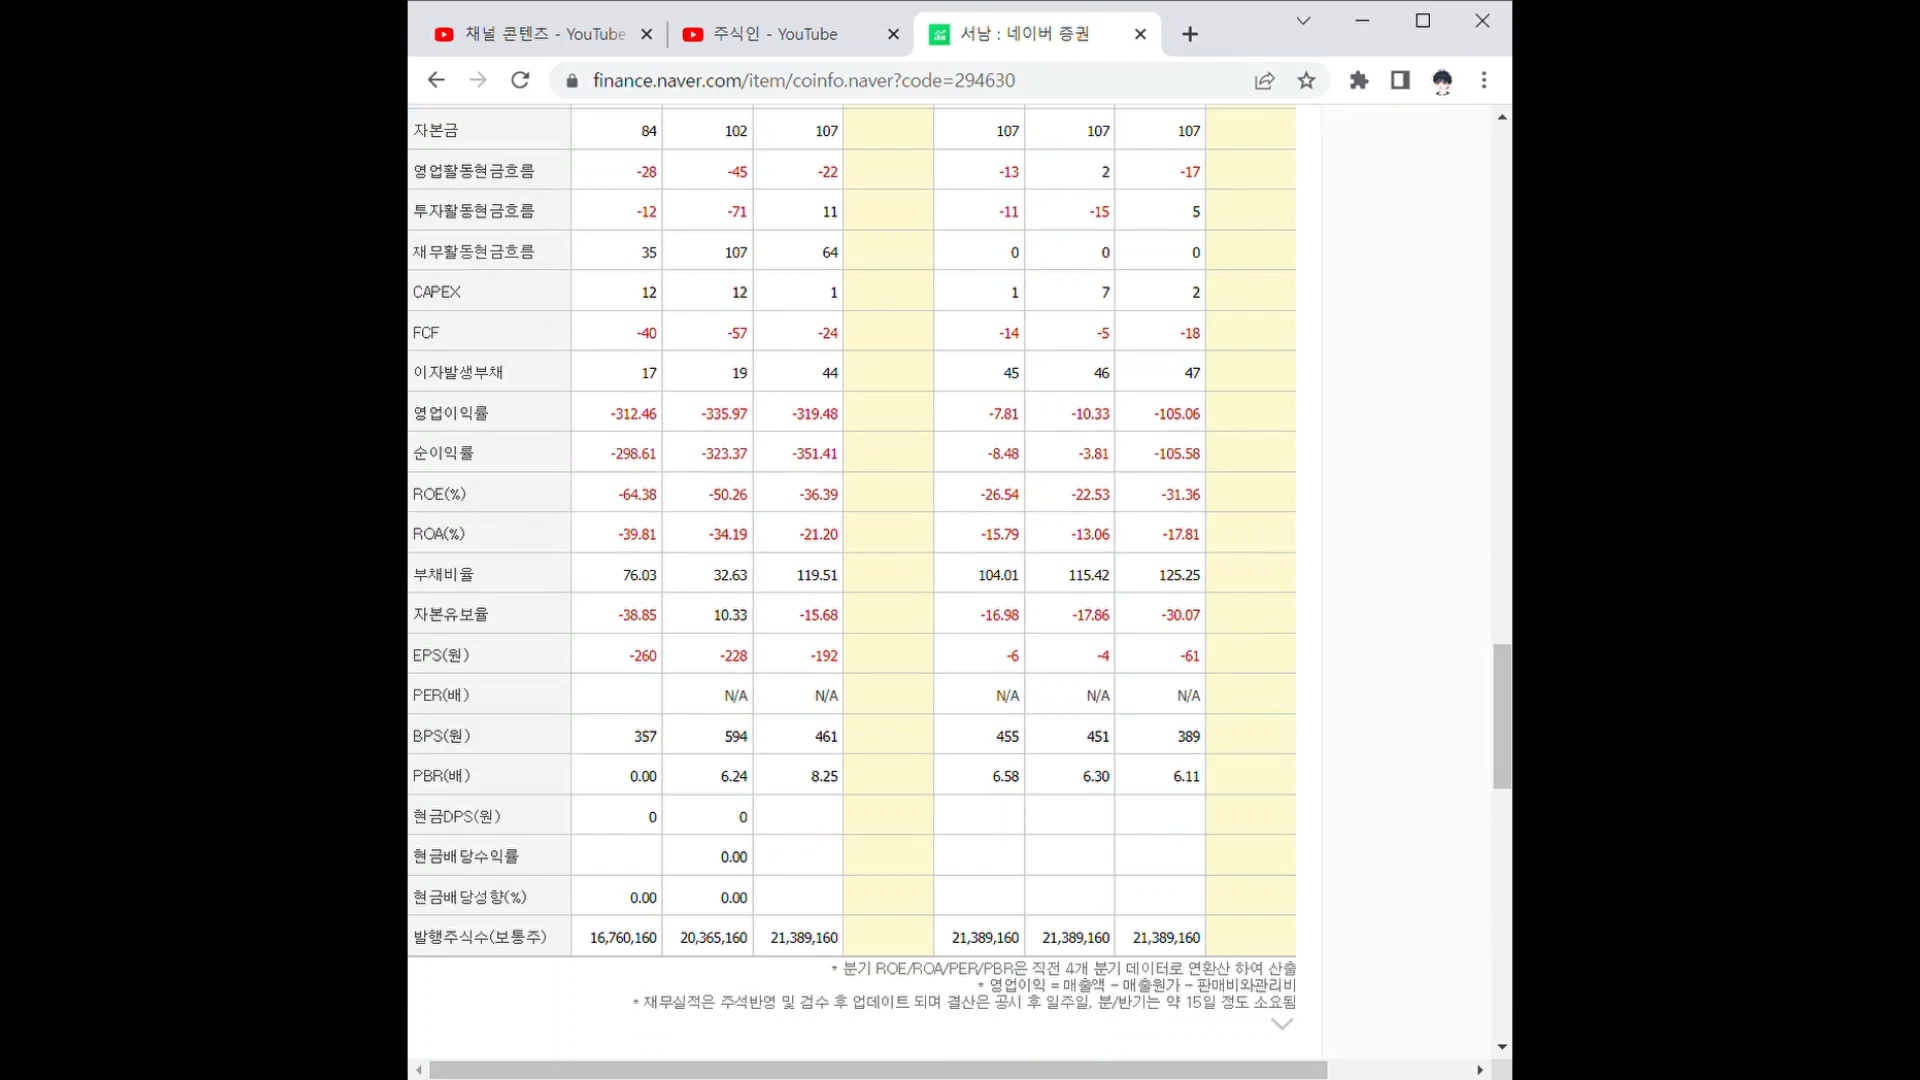 채널 콘텐츠 - YouTube
주식인 - YouTube
서남 : 네이버 증권
finance.naver.com/item/coinfo.naver?code=294630
자본금 84 102 107 107 107 107
영업활동현금흐름 -28 -45 -22 -13 2 -17
투자활동현금흐름 -12 -71 11 -11 -15 5
재무활동현금흐름 35 107 64 0 0 0
CAPEX 12 12 1 1 7 2
FCF -40 -57 -24 -14 -5 -18
이자발생부채 17 19 44 45 46 47
영업이익률 -312.46 -335.97 -319.48 -7.81 -10.33 -105.06
순이익률 -298.61 -323.37 -351.41 -8.48 -3.81 -105.58
ROE(%) -64.38 -50.26 -36.39 -26.54 -22.53 -31.36
ROA(%) -39.81 -34.19 -21.20 -15.79 -13.06 -17.81
부채비율 76.03 32.63 119.51 104.01 115.42 125.25
자본유보율 -38.85 10.33 -15.68 -16.98 -17.86 -30.07
EPS(원) -260 -228 -192 -6 -4 -61
PER(배) N/A N/A N/A N/A N/A
BPS(원) 357 594 461 455 451 389
PBR(배) 0.00 6.24 8.25 6.58 6.30 6.11
현금DPS(원) 0 0
현금배당수익률 0.00
현금배당성향(%) 0.00 0.00
발행주식수(보통주) 16,760,160 20,365,160 21,389,160 21,389,160 21,389,160 21,389,160
* 분기 ROE/ROA/PER/PBR은 직전 4개 분기 데이터로 연환산 하여 산출
* 영업이익 = 매출액 - 매출원가 - 판매비와관리비
* 재무실적은 주석반영 및 검수 후 업데이트 되며 결산은 공시 후 일주일, 분/반기는 약 15일 정도 소요됨